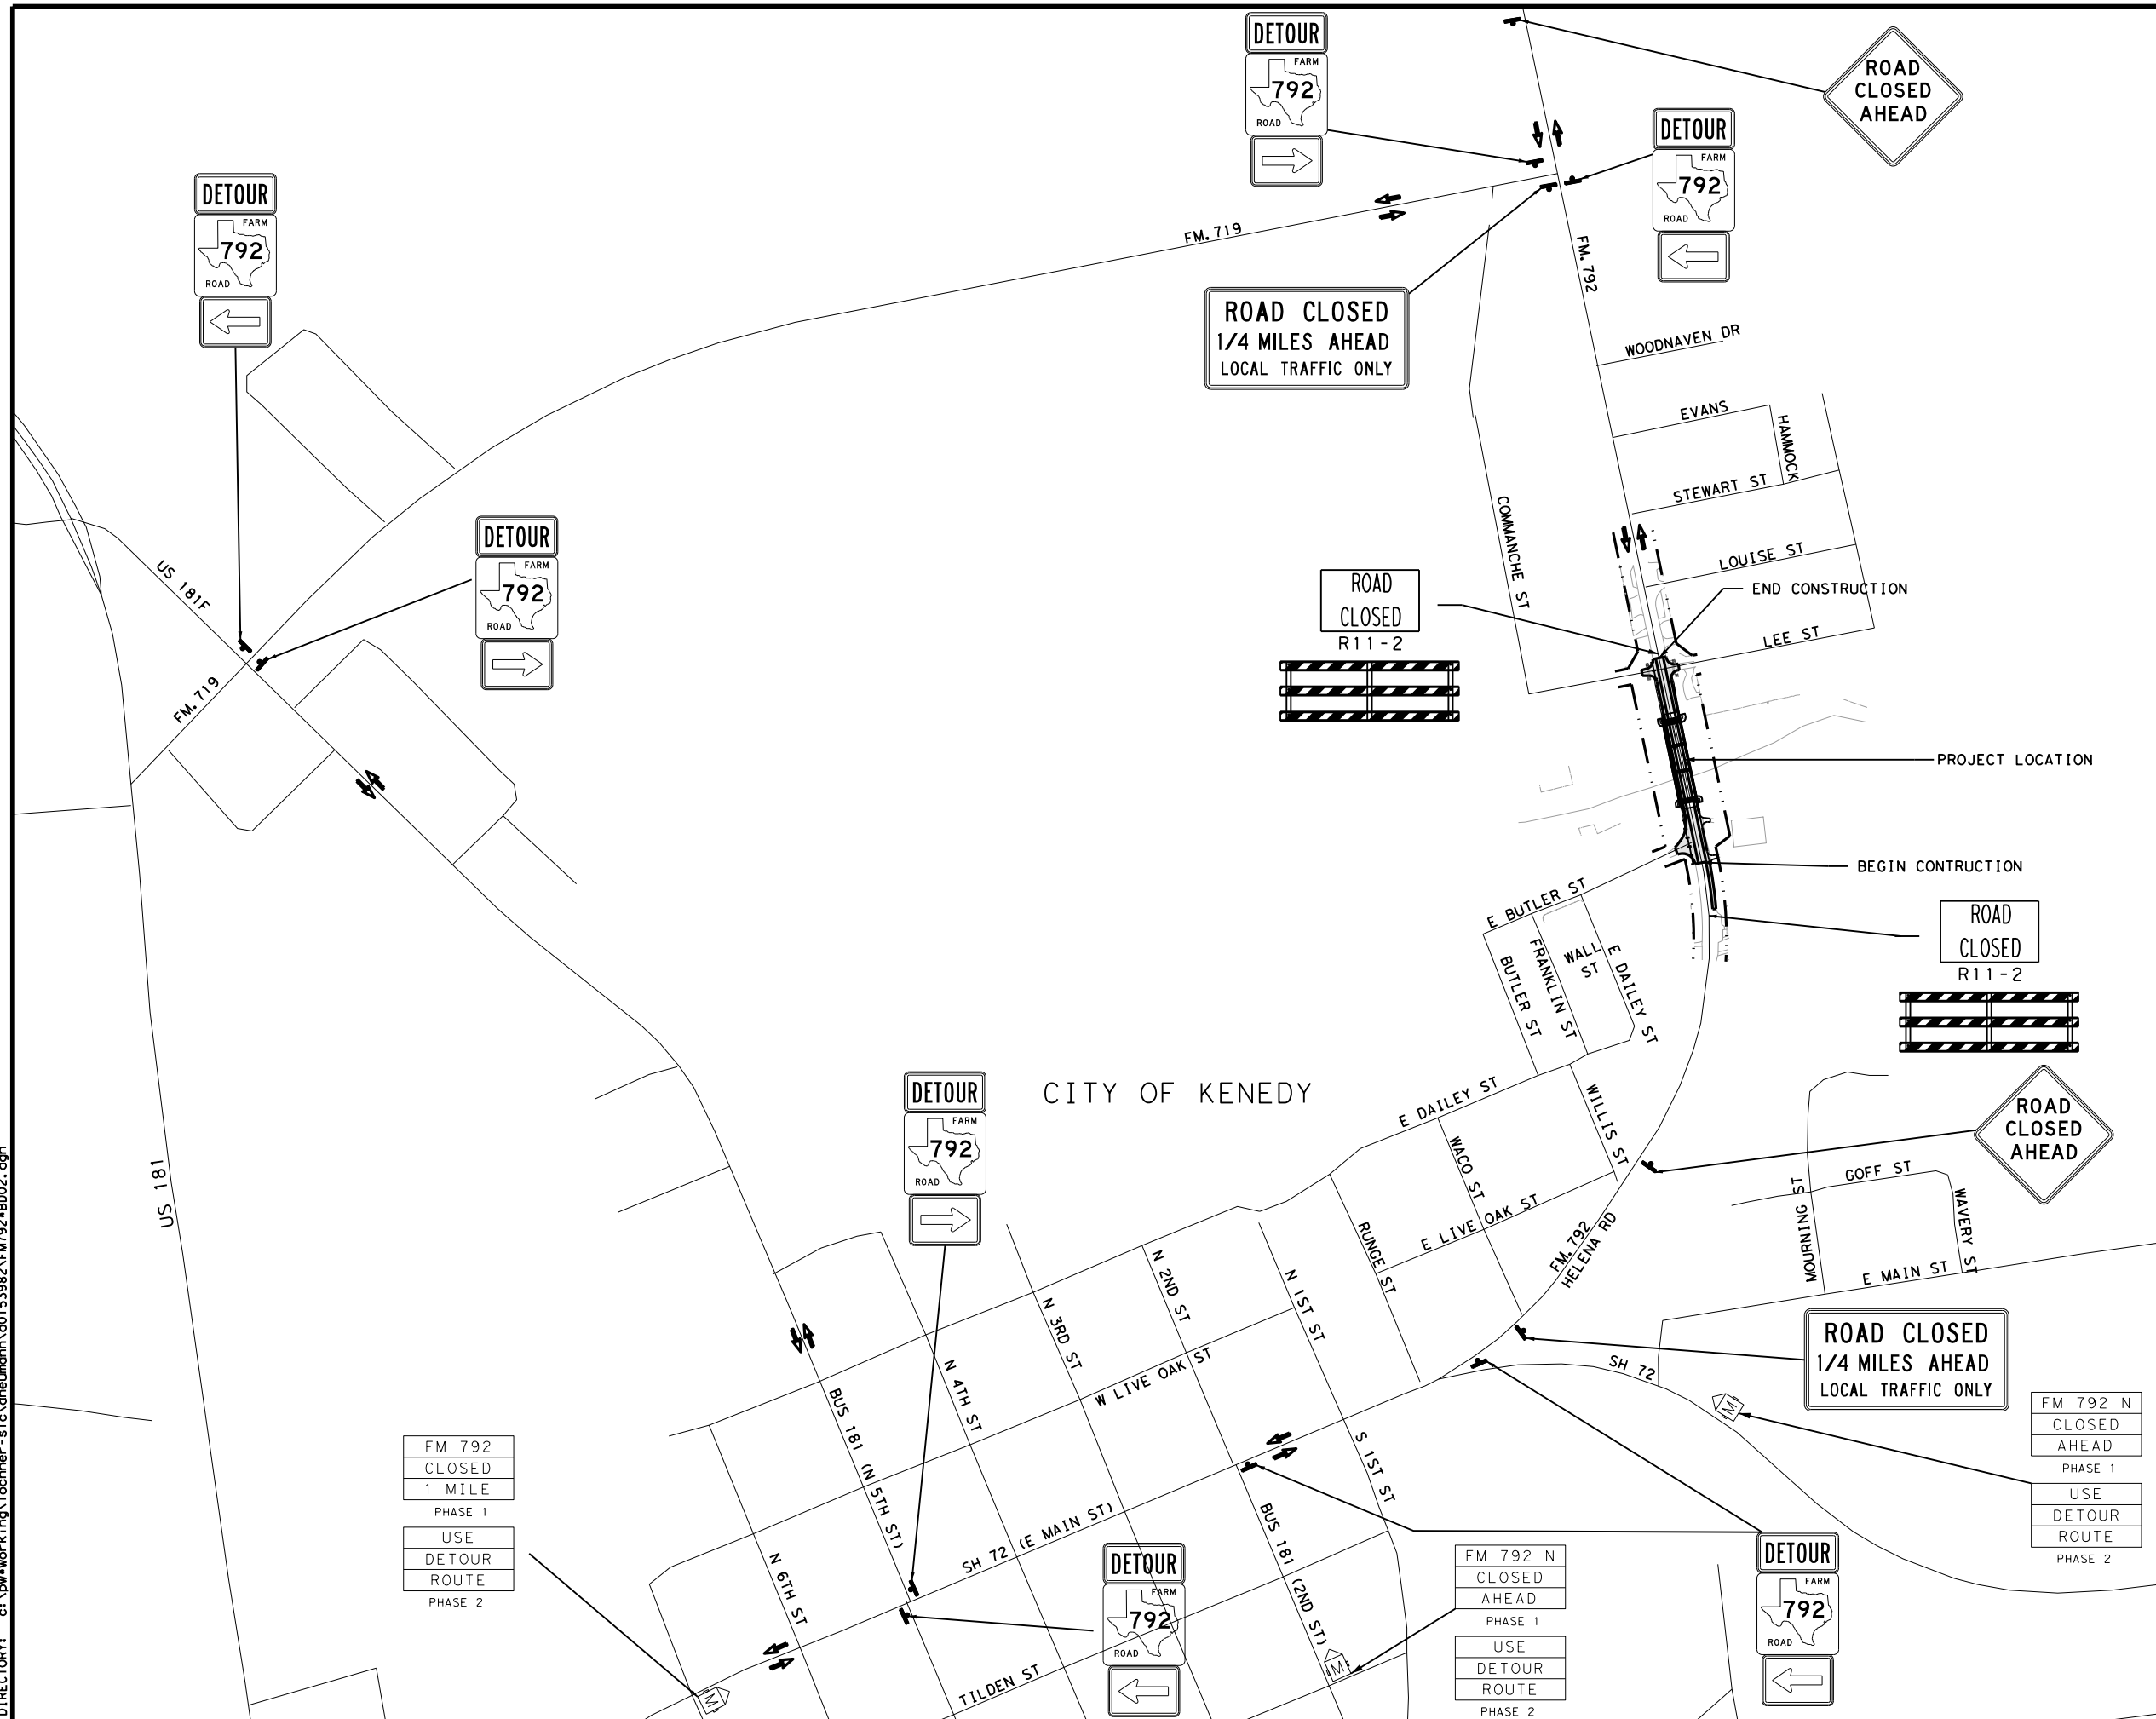 DETOUR
FARM
792
ROAD
ROAD
CLOSED
AHEAD
DETOUR
FARM
792
ROAD
DETOUR
FARM
792
ROAD
FM. 719
FM. 792
ROAD CLOSED
1/4 MILES AHEAD
LOCAL TRAFFIC ONLY
WOODNAVEN DR
EVANS
HAMMOCK
STEWART ST
COMMANCHE ST
LOUISE ST
DETOUR
FARM
792
ROAD
US 181F
FM. 719
ROAD
CLOSED
R11-2
END CONSTRUCTION
LEE ST
PROJECT LOCATION
BEGIN CONTRUCTION
E BUTLER ST
BUTLER ST
FRANKLIN ST
WALL
ST
E DAILEY ST
ROAD
CLOSED
R11-2
CITY OF KENEDY
DETOUR
FARM
792
ROAD
E DAILEY ST
WILLIS ST
WACO ST
ROAD
CLOSED
AHEAD
US 181
GOFF ST
MOURNING ST
WAVERY ST
E MAIN ST
E LIVE OAK ST
RUNGE ST
FM. 792
HELENA RD
N 1ST ST
N 2ND ST
N 3RD ST
N 4TH ST
W LIVE OAK ST
BUS 181 (N 5TH ST)
SH 72
ROAD CLOSED
1/4 MILES AHEAD
LOCAL TRAFFIC ONLY
FM 792 N
CLOSED
AHEAD
PHASE 1
USE
DETOUR
ROUTE
PHASE 2
FM 792
CLOSED
1 MILE
PHASE 1
USE
DETOUR
ROUTE
PHASE 2
S 1ST ST
SH 72 (E MAIN ST)
BUS 181 (2ND ST)
N 6TH ST
TILDEN ST
DETOUR
FARM
792
ROAD
FM 792 N
CLOSED
AHEAD
PHASE 1
USE
DETOUR
ROUTE
PHASE 2
DETOUR
FARM
792
ROAD
M
M
M
DIRECTORY: